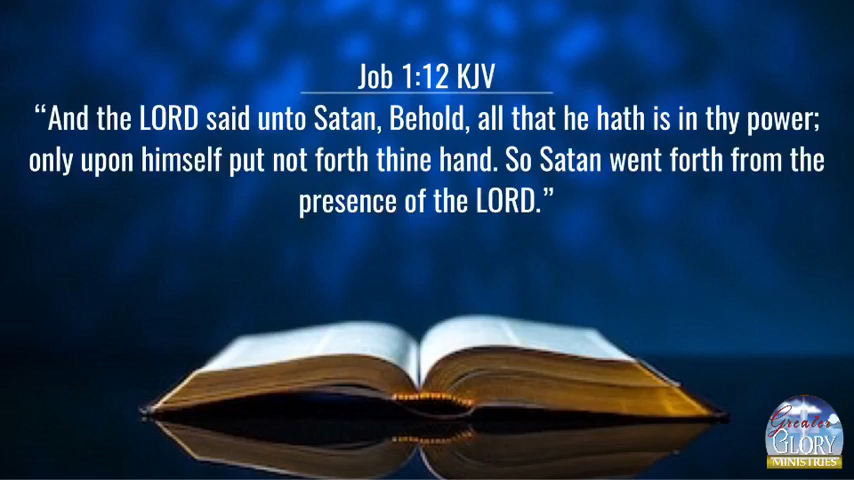 Job 1:12 KJV
“And the LORD said unto Satan, Behold, all that he hath is in thy power;
only upon himself put not forth thine hand. So Satan went forth from the
presence of the LORD.”
Greater
GLORY
MINISTRIES